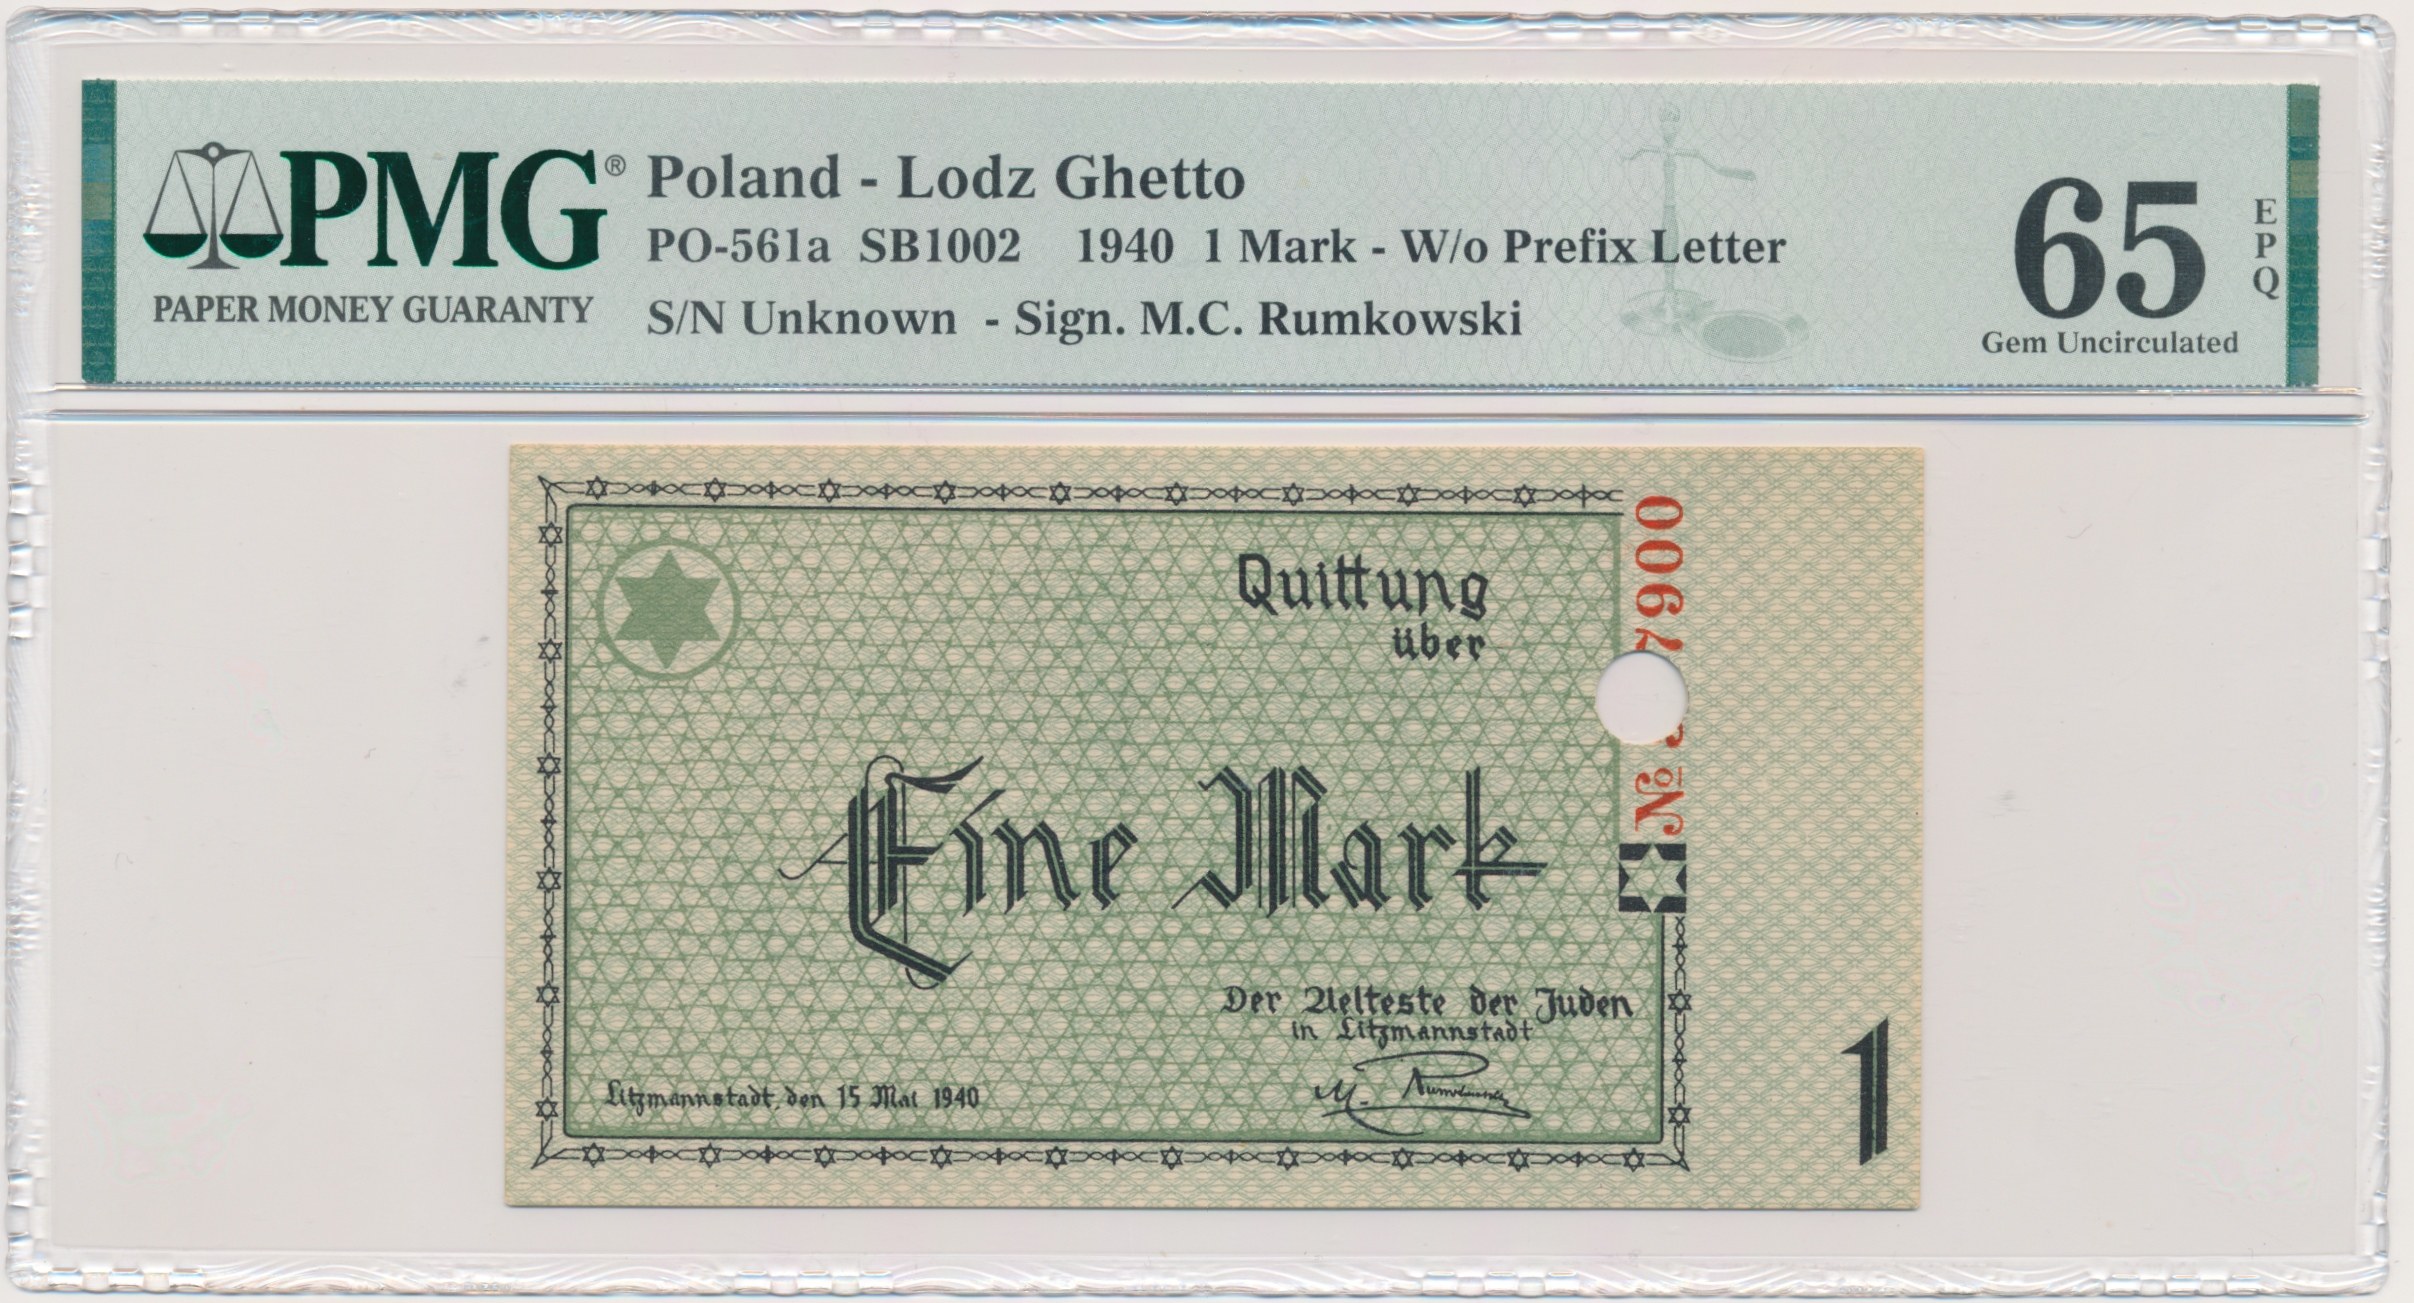 PMG®
PAPER MONEY GUARANTY
Poland - Lodz Ghetto
PO-561a SB1002 1940 1 Mark - W/o Prefix Letter
S/N Unknown - Sign. M.C. Rumkowski
65
EPQ
Gem Uncirculated
Quittung
über
Eine Mark
Der Aelteste der Juden
in Litzmannstadt
M. Rumkowski
Litzmannstadt, den 15 Mai 1940
№ 7900
1